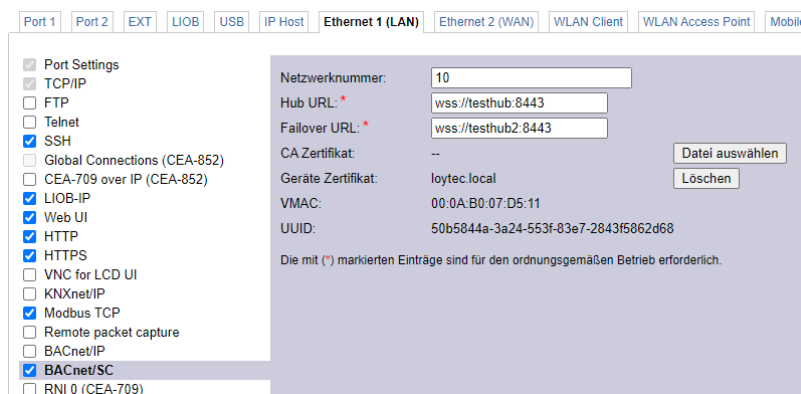 Port 1 Port 2 EXT LIOB USB IP Host Ethernet 1 (LAN) Ethernet 2 (WAN) WLAN Client WLAN Access Point Mobile
Port Settings
TCP/IP
FTP
Telnet
SSH
Global Connections (CEA-852)
CEA-709 over IP (CEA-852)
LIOB-IP
Web UI
HTTP
HTTPS
VNC for LCD UI
KNXnet/IP
Modbus TCP
Remote packet capture
BACnet/IP
BACnet/SC
RNI 0 (CEA-709)
Netzwerknummer: 10
Hub URL: * wss://testhub:8443
Failover URL: * wss://testhub2:8443
CA Zertifikat: -- Datei auswählen
Geräte Zertifikat: loytec.local Löschen
VMAC: 00:0A:B0:07:D5:11
UUID: 50b5844a-3a24-553f-83e7-2843f5862d68
Die mit (*) markierten Einträge sind für den ordnungsgemäßen Betrieb erforderlich.